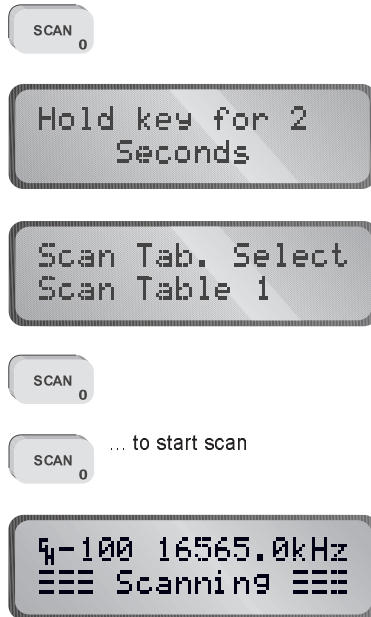 SCAN
0
Hold key for 2
Seconds
Scan Tab. Select
Scan Table 1
SCAN
0
SCAN
0
... to start scan
-100 16565.0kHz
Scanning